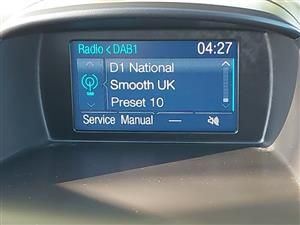 Radio < DAB1 04:27
D1 National
Smooth UK
Preset 10
Service Manual —